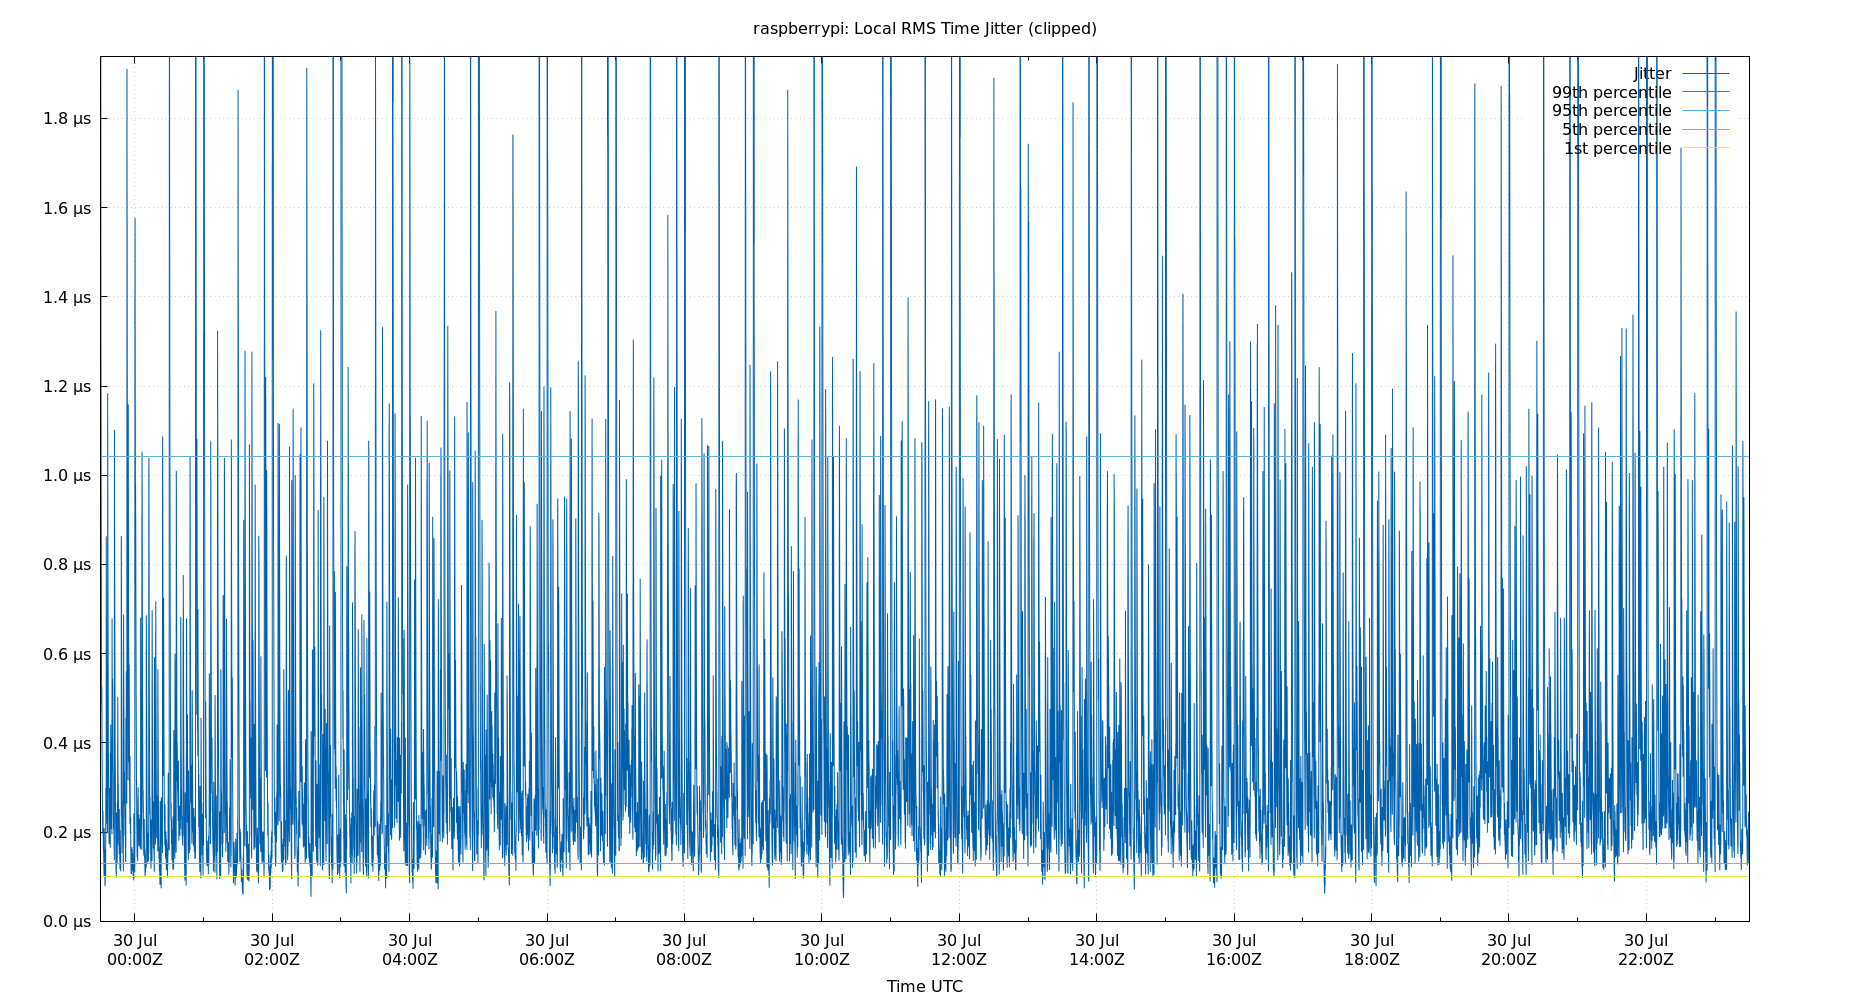 raspberrypi: Local RMS Time Jitter (clipped)
Jitter
99th percentile
95th percentile
5th percentile
1st percentile
1.8 µs
1.6 µs
1.4 µs
1.2 µs
1.0 µs
0.8 µs
0.6 µs
0.4 µs
0.2 µs
0.0 µs
30 Jul 30 Jul 30 Jul 30 Jul 30 Jul 30 Jul 30 Jul 30 Jul 30 Jul 30 Jul 30 Jul 30 Jul
00:00Z 02:00Z 04:00Z 06:00Z 08:00Z 10:00Z 12:00Z 14:00Z 16:00Z 18:00Z 20:00Z 22:00Z
Time UTC